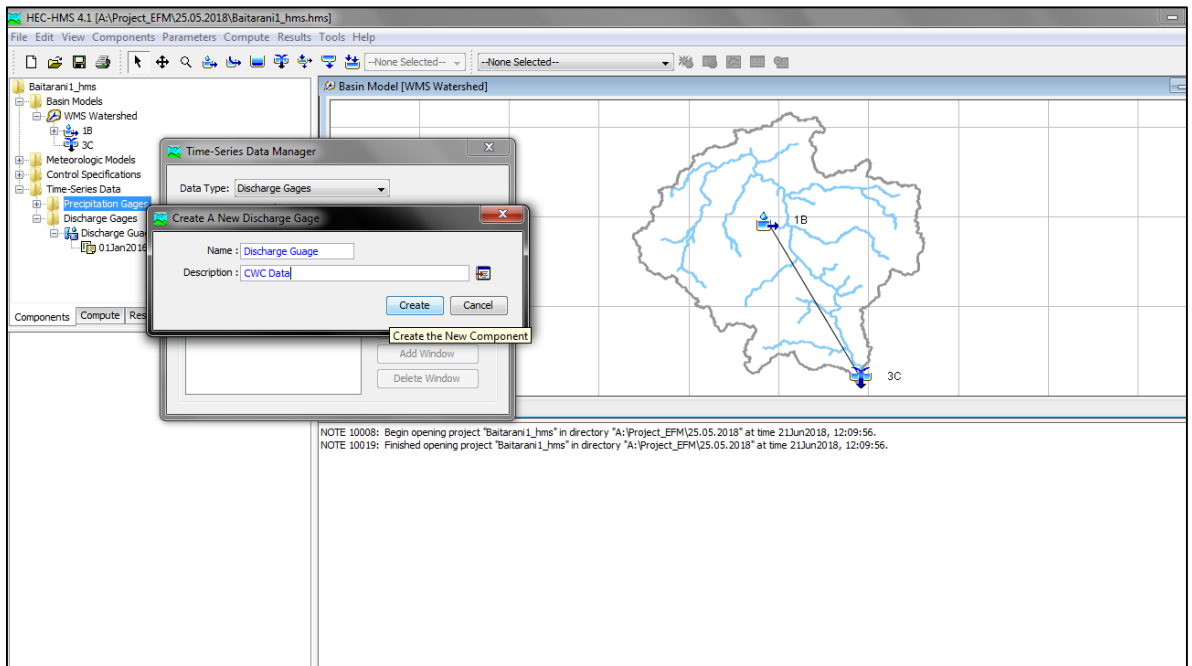 HEC-HMS 4.1 [A:\Project_EFM\25.05.2018\Baitarani1_hms.hms]
File Edit View Components Parameters Compute Results Tools Help
--None Selected-- --None Selected--
Baitarani1_hms
Basin Models
WMS Watershed
1B
3C
Meteorologic Models
Control Specifications
Time-Series Data
Precipitation Gages
Discharge Gages
Discharge Gua
01Jan2016
Components Compute Res
Basin Model [WMS Watershed]
1B
3C
Time-Series Data Manager
Data Type: Discharge Gages
Create A New Discharge Gage
Name : Discharge Guage
Description : CWC Data
Create Cancel
Create the New Component
Add Window
Delete Window
NOTE 10008: Begin opening project "Baitarani1_hms" in directory "A:\Project_EFM\25.05.2018" at time 21Jun2018, 12:09:56.
NOTE 10019: Finished opening project "Baitarani1_hms" in directory "A:\Project_EFM\25.05.2018" at time 21Jun2018, 12:09:56.